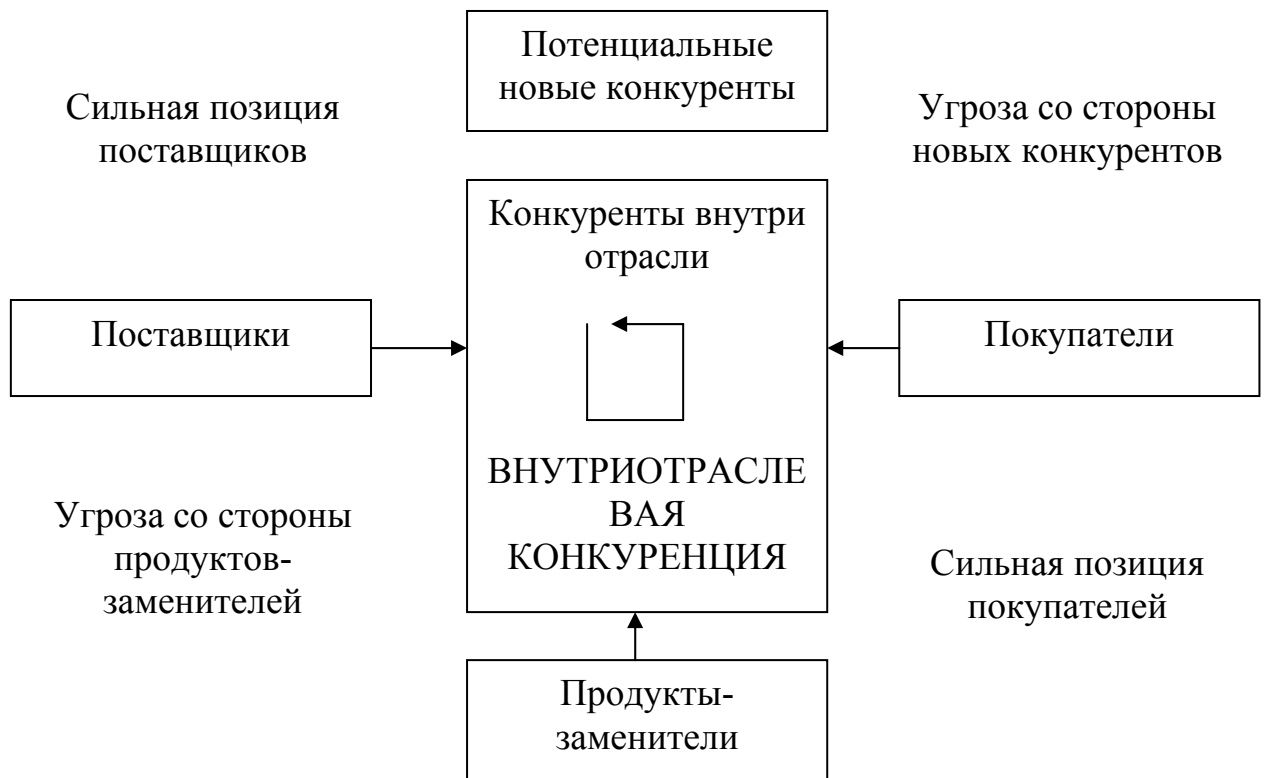 Потенциальные
новые конкуренты
Сильная позиция
поставщиков
Угроза со стороны
новых конкурентов
Конкуренты внутри
отрасли
Поставщики
Покупатели
ВНУТРИОТРАСЛЕ
ВАЯ
КОНКУРЕНЦИЯ
Угроза со стороны
продуктов-
заменителей
Сильная позиция
покупателей
Продукты-
заменители